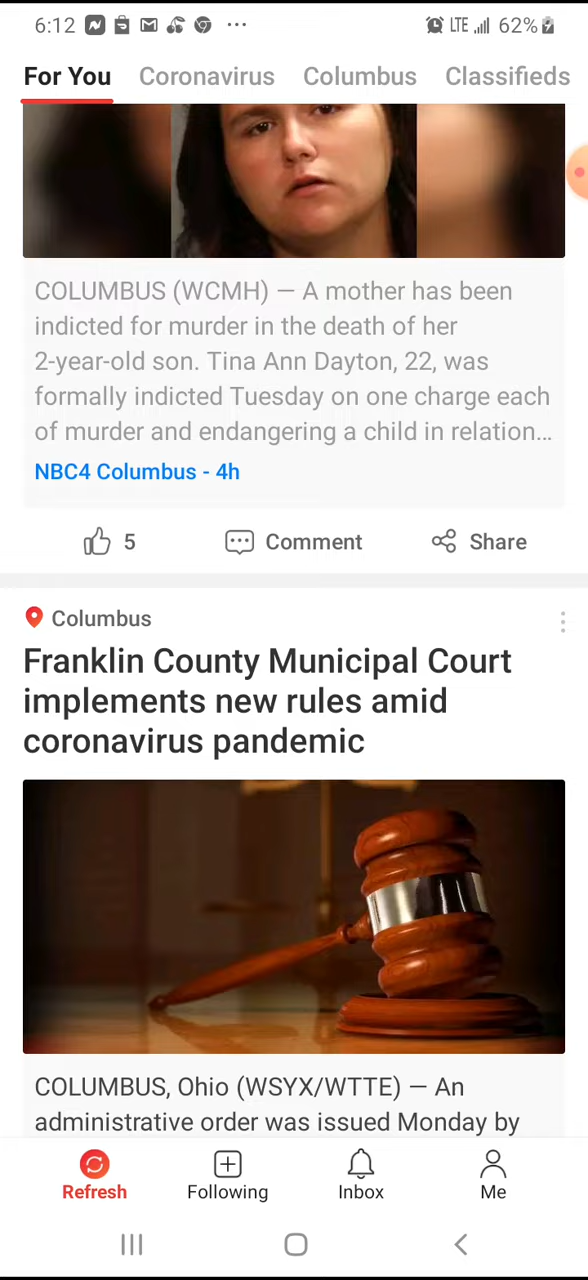 6:12 LTE 62%
For You Coronavirus Columbus Classifieds
COLUMBUS (WCMH) — A mother has been
indicted for murder in the death of her
2-year-old son. Tina Ann Dayton, 22, was
formally indicted Tuesday on one charge each
of murder and endangering a child in relation...
NBC4 Columbus - 4h
5 Comment Share
Columbus
Franklin County Municipal Court
implements new rules amid
coronavirus pandemic
COLUMBUS, Ohio (WSYX/WTTE) — An
administrative order was issued Monday by
Refresh Following Inbox Me